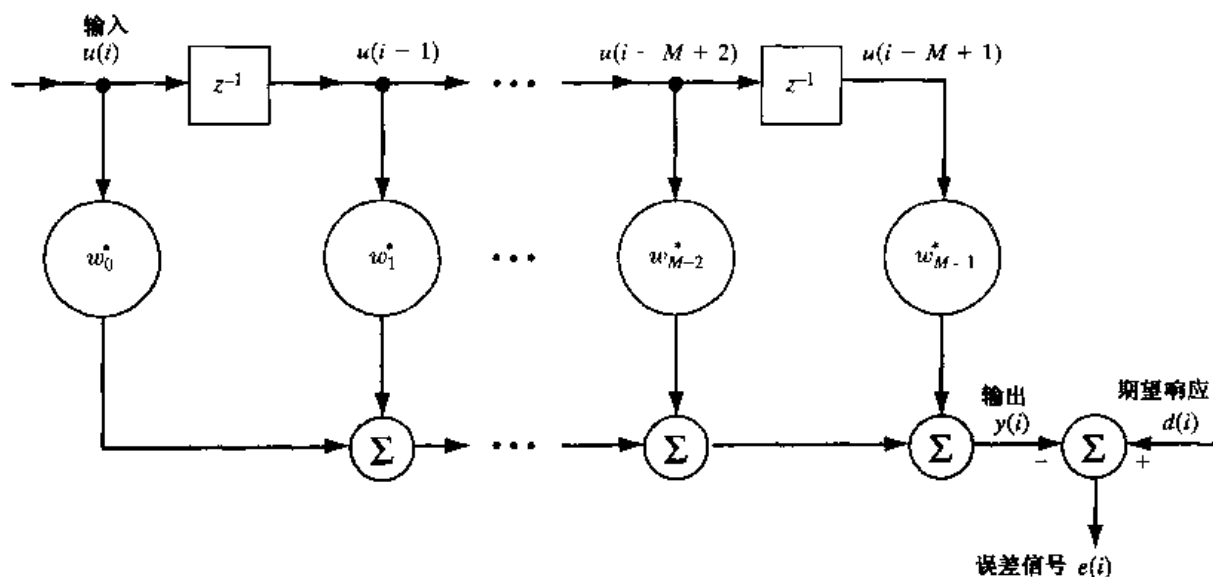 输入
u(i)
u(i − 1)
u(i − M + 2)
u(i − M + 1)
z⁻¹
• • •
z⁻¹
w₀*
w₁*
• • •
w*M−2
w*M−1
输出
y(i)
期望响应
d(i)
Σ
• • •
Σ
Σ
−
Σ
+
误差信号 e(i)